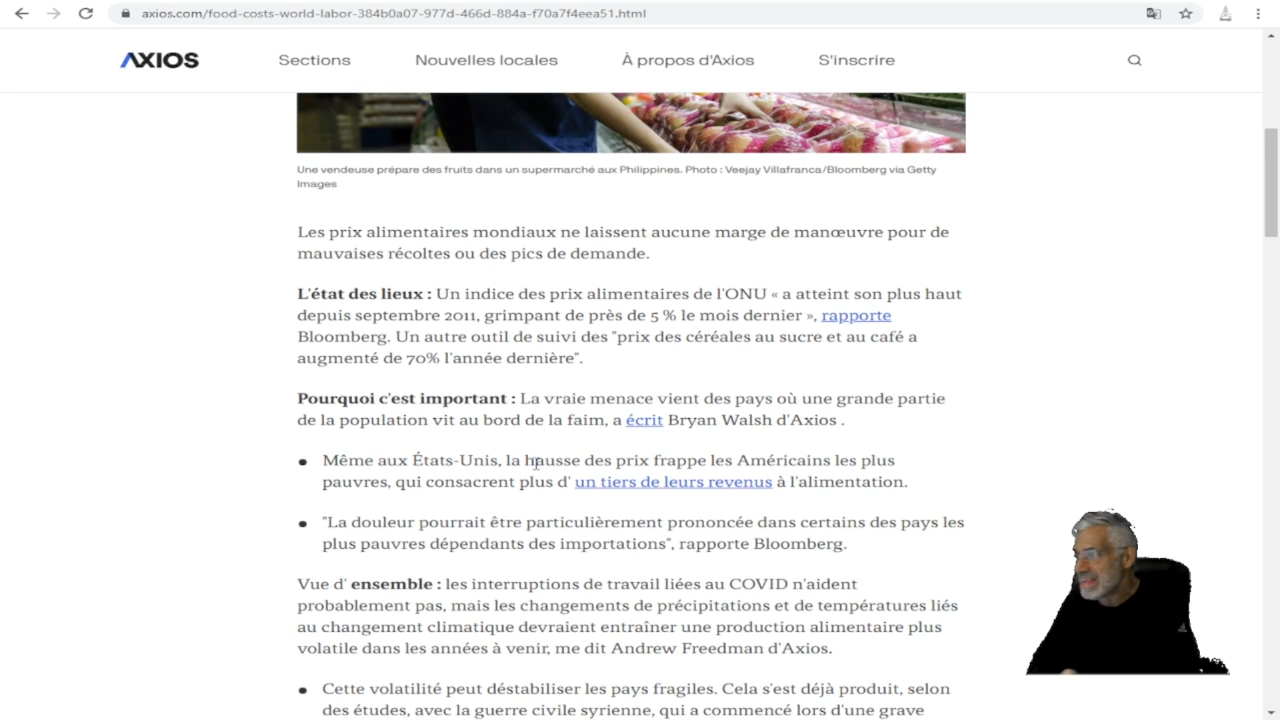 axios.com/food-costs-world-labor-384b0a07-977d-466d-884a-f70a7f4eea51.html
AXIOS
Sections
Nouvelles locales
À propos d'Axios
S'inscrire
Une vendeuse prépare des fruits dans un supermarché aux Philippines. Photo : Veejay Villafranca/Bloomberg via Getty
Images
Les prix alimentaires mondiaux ne laissent aucune marge de manœuvre pour de
mauvaises récoltes ou des pics de demande.
L'état des lieux : Un indice des prix alimentaires de l'ONU « a atteint son plus haut
depuis septembre 2011, grimpant de près de 5 % le mois dernier », rapporte
Bloomberg. Un autre outil de suivi des "prix des céréales au sucre et au café a
augmenté de 70% l'année dernière".
Pourquoi c'est important : La vraie menace vient des pays où une grande partie
de la population vit au bord de la faim, a écrit Bryan Walsh d'Axios .
• Même aux États-Unis, la hausse des prix frappe les Américains les plus
pauvres, qui consacrent plus d' un tiers de leurs revenus à l'alimentation.
• "La douleur pourrait être particulièrement prononcée dans certains des pays les
plus pauvres dépendants des importations", rapporte Bloomberg.
Vue d' ensemble : les interruptions de travail liées au COVID n'aident
probablement pas, mais les changements de précipitations et de températures liés
au changement climatique devraient entraîner une production alimentaire plus
volatile dans les années à venir, me dit Andrew Freedman d'Axios.
• Cette volatilité peut déstabiliser les pays fragiles. Cela s'est déjà produit, selon
des études, avec la guerre civile syrienne, qui a commencé lors d'une grave